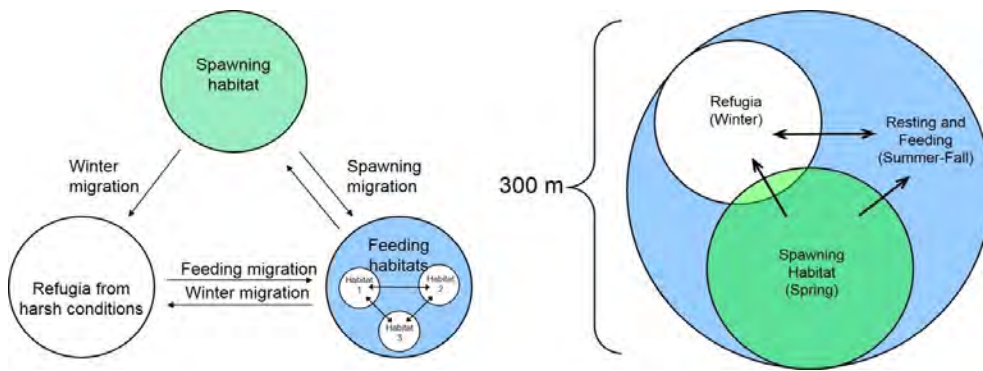 Spawning
habitat
Winter
migration
Spawning
migration
Refugia from
harsh conditions
Feeding migration
Winter migration
Feeding
habitats
Habitat
1
Habitat
2
Habitat
3
300 m
Refugia
(Winter)
Resting and
Feeding
(Summer-Fall)
Spawning
Habitat
(Spring)